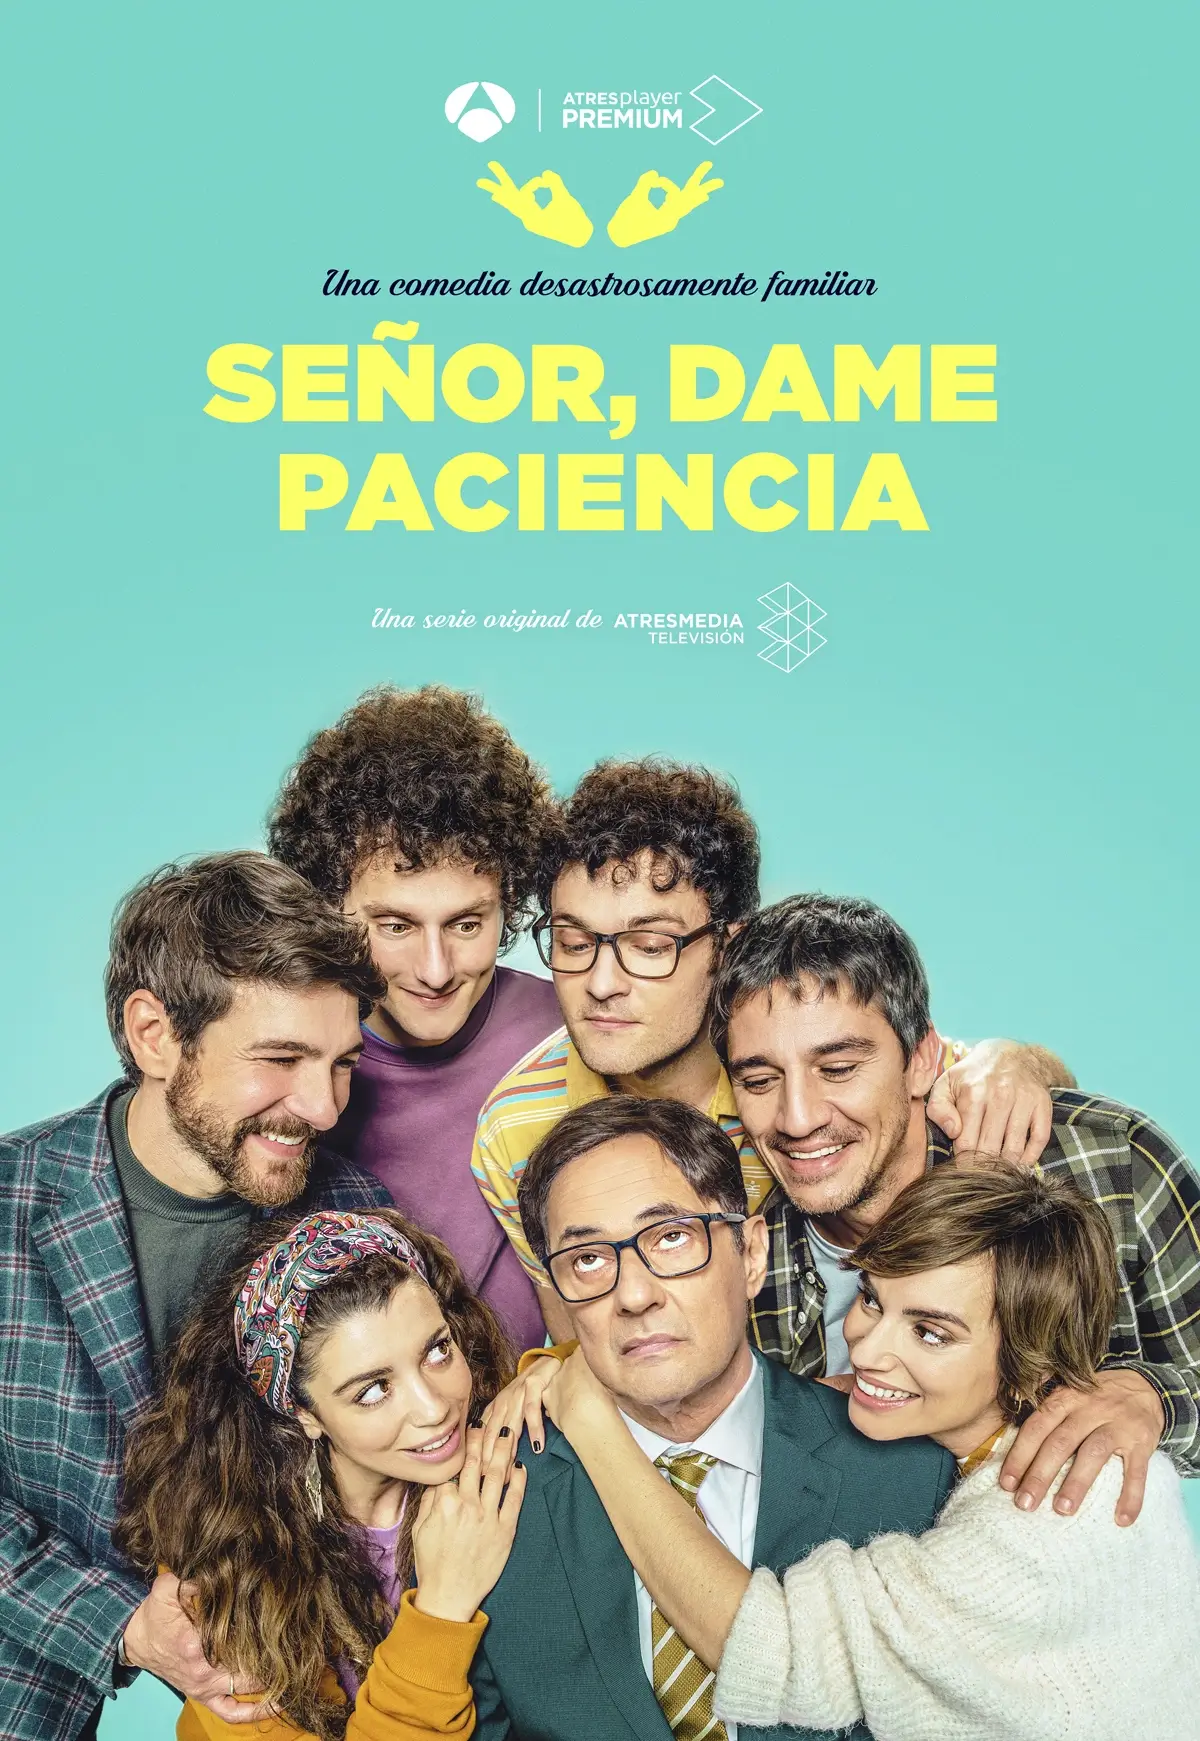 ATRESplayer
PREMIUM
Una comedia desastrosamente familiar
SEÑOR, DAME
PACIENCIA
Una serie original de ATRESMEDIA
TELEVISIÓN